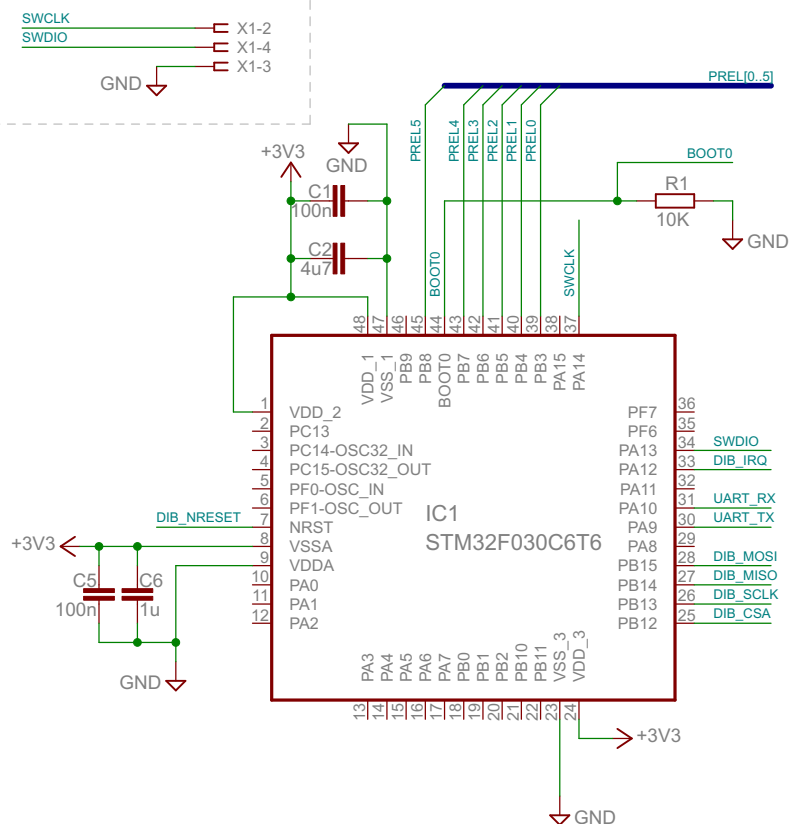 SWCLK
X1-2
SWDIO
X1-4
X1-3
GND
PREL[0..5]
+3V3
GND
PREL5
PREL4
PREL3
PREL2
PREL1
PREL0
BOOT0
C1
100n
R1
10K
GND
C2
4u7
BOOT0
SWCLK
48
47
46
45
44
43
42
41
40
39
38
37
VDD_1
VSS_1
PB9
PB8
BOOT0
PB7
PB6
PB5
PB4
PB3
PA15
PA14
1 VDD_2
2 PC13
3 PC14-OSC32_IN
4 PC15-OSC32_OUT
5 PF0-OSC_IN
6 PF1-OSC_OUT
DIB_NRESET 7 NRST
+3V3 8 VSSA
9 VDDA
10 PA0
11 PA1
12 PA2
C5
100n
C6
1u
GND
IC1
STM32F030C6T6
PF7 36
PF6 35
PA13 34 SWDIO
PA12 33 DIB_IRQ
PA11 32
PA10 31 UART_RX
PA9 30 UART_TX
PA8 29
PB15 28 DIB_MOSI
PB14 27 DIB_MISO
PB13 26 DIB_SCLK
PB12 25 DIB_CSA
PA3
PA4
PA5
PA6
PA7
PB0
PB1
PB2
PB10
PB11
VSS_3
VDD_3
13
14
15
16
17
18
19
20
21
22
23
24
+3V3
GND